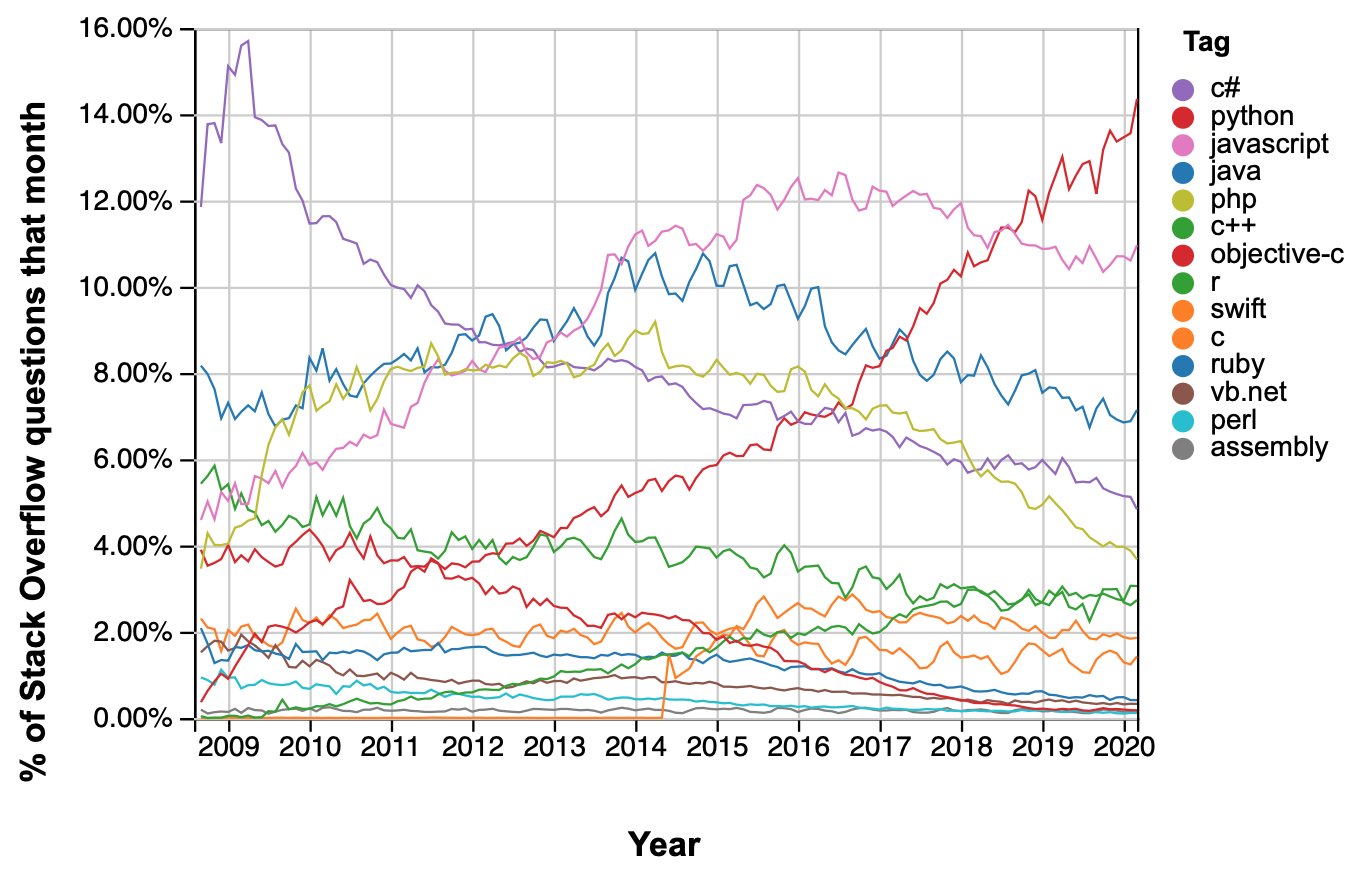 16.00%
14.00%
12.00%
10.00%
8.00%
6.00%
4.00%
2.00%
0.00%
% of Stack Overflow questions that month
2009 2010 2011 2012 2013 2014 2015 2016 2017 2018 2019 2020
Year
Tag
c#
python
javascript
java
php
c++
objective-c
r
swift
c
ruby
vb.net
perl
assembly